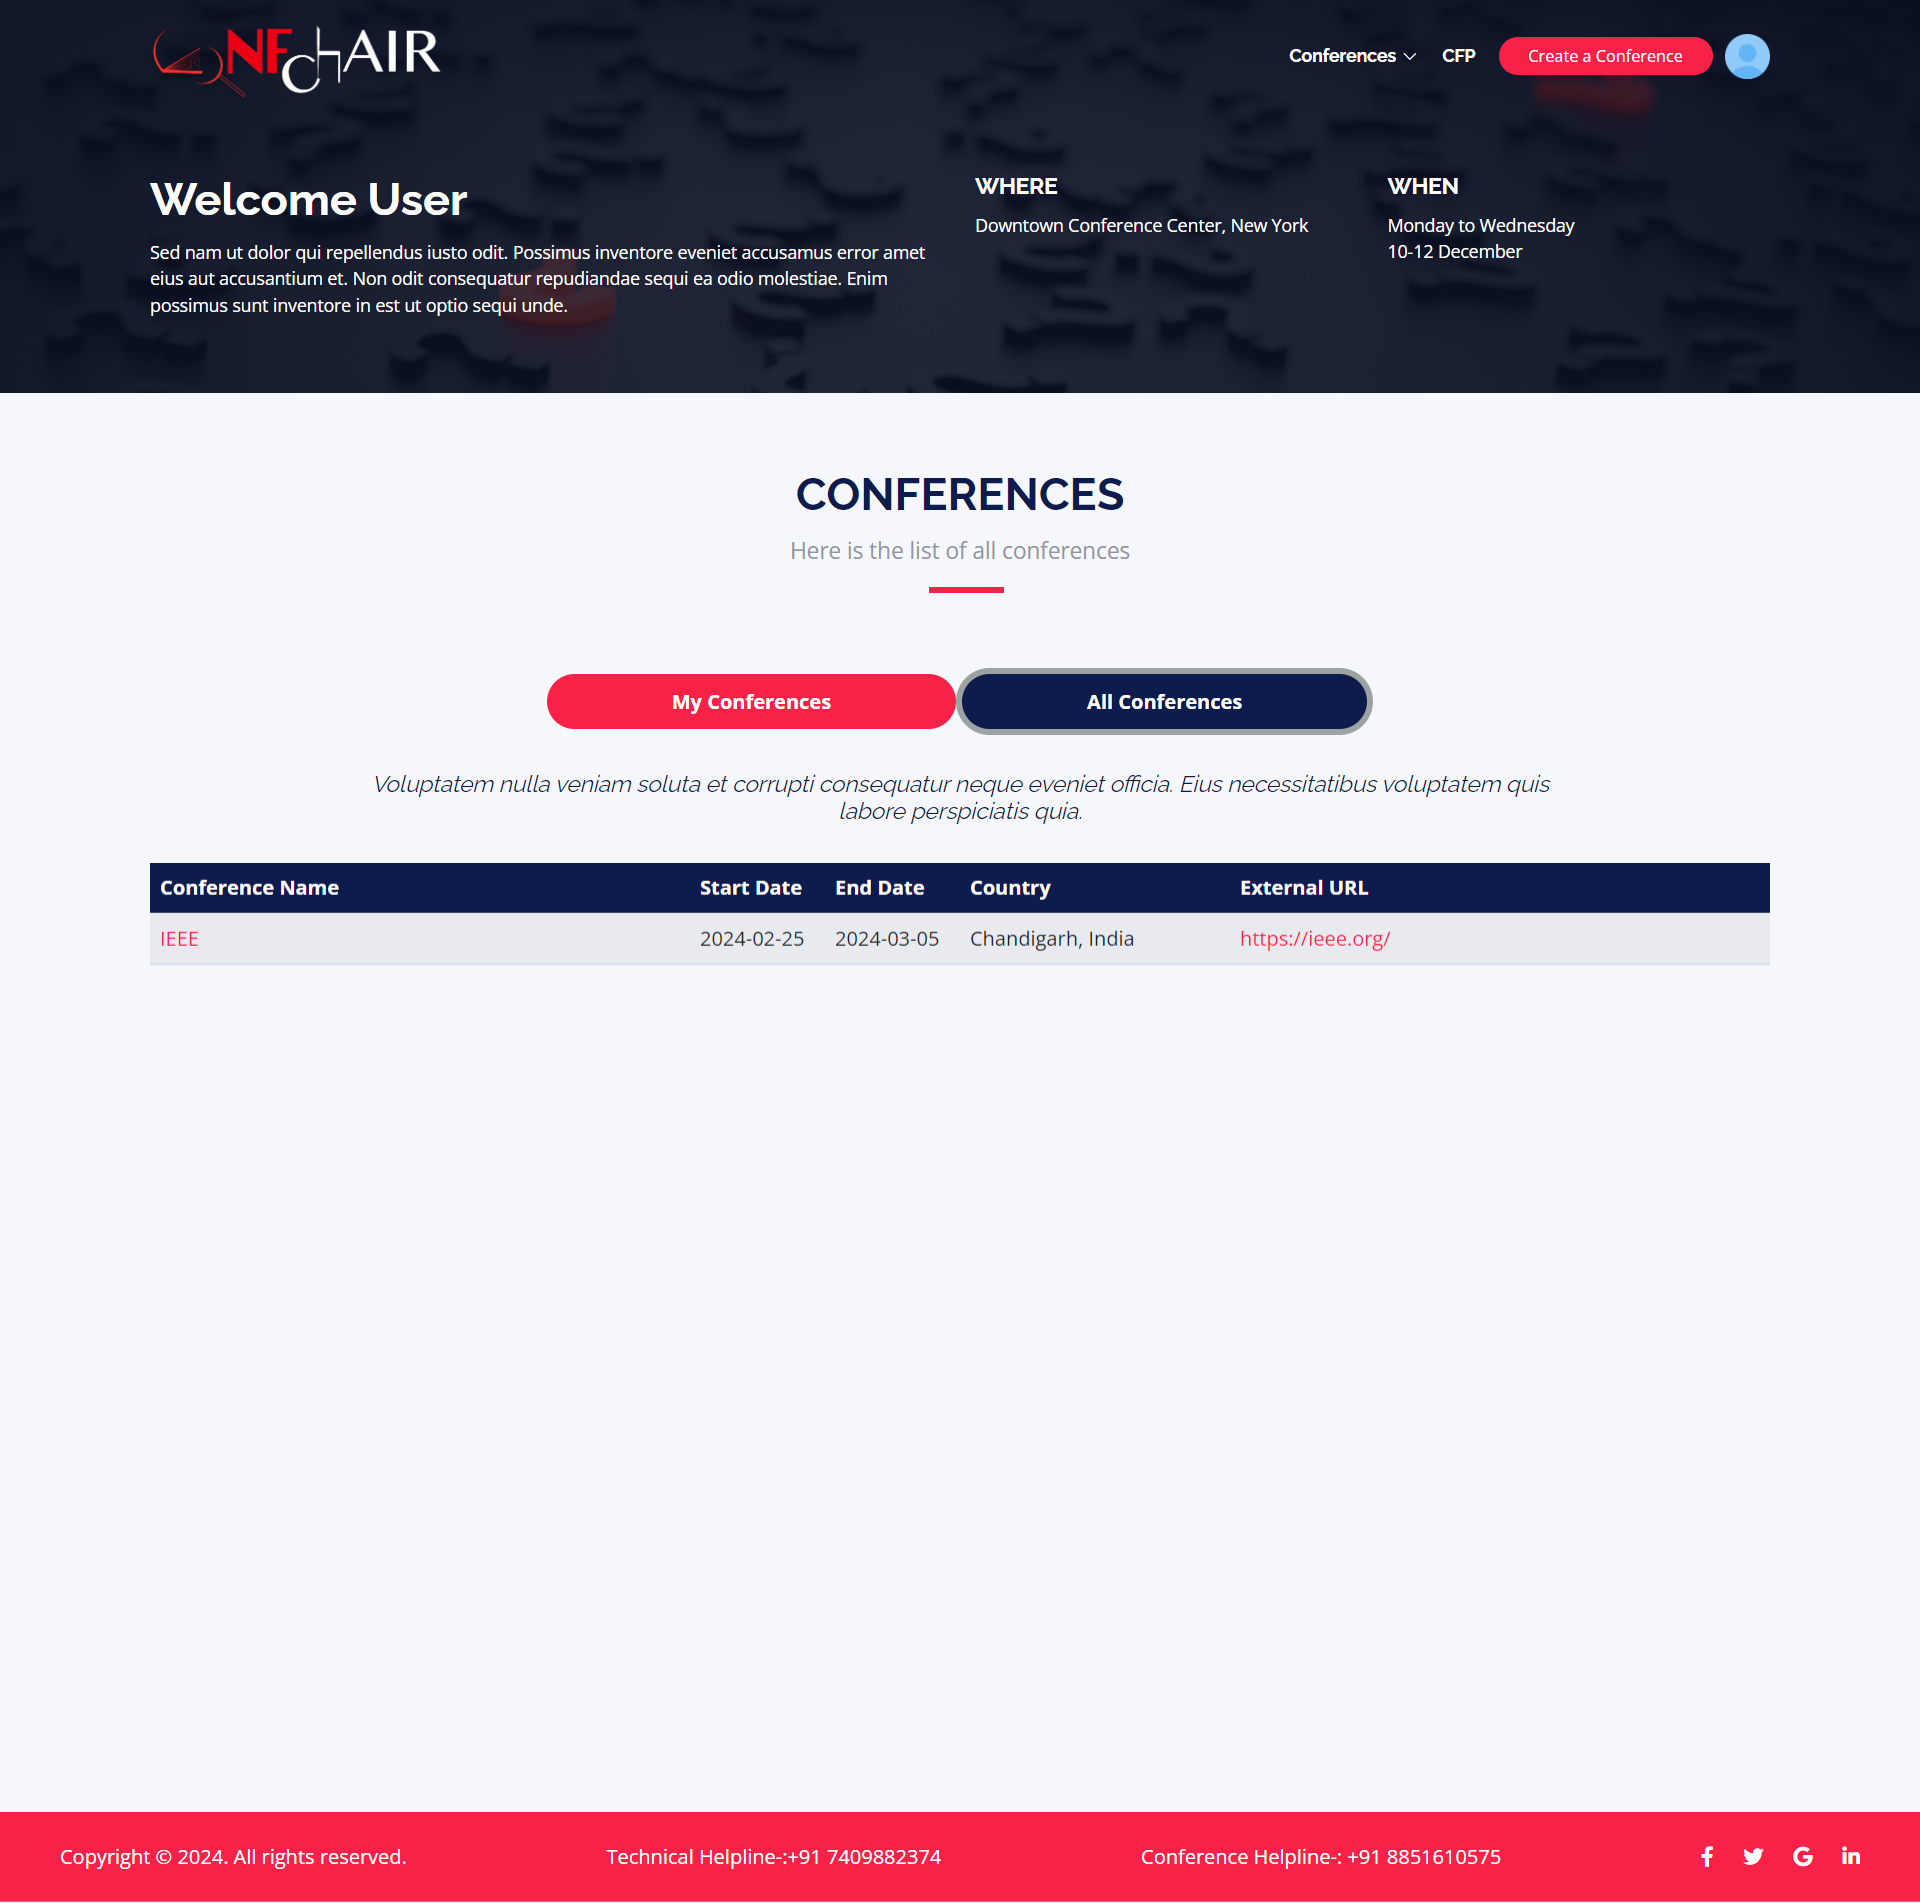 CONFCHAIR
Conferences
CFP
Create a Conference
Welcome User
Sed nam ut dolor qui repellendus iusto odit. Possimus inventore eveniet accusamus error amet
eius aut accusantium et. Non odit consequatur repudiandae sequi ea odio molestiae. Enim
possimus sunt inventore in est ut optio sequi unde.
WHERE
Downtown Conference Center, New York
WHEN
Monday to Wednesday
10-12 December
CONFERENCES
Here is the list of all conferences
My Conferences
All Conferences
Voluptatem nulla veniam soluta et corrupti consequatur neque eveniet officia. Eius necessitatibus voluptatem quis
labore perspiciatis quia.
Conference Name Start Date End Date Country External URL
IEEE 2024-02-25 2024-03-05 Chandigarh, India https://ieee.org/
Copyright © 2024. All rights reserved.
Technical Helpline-:+91 7409882374
Conference Helpline-: +91 8851610575